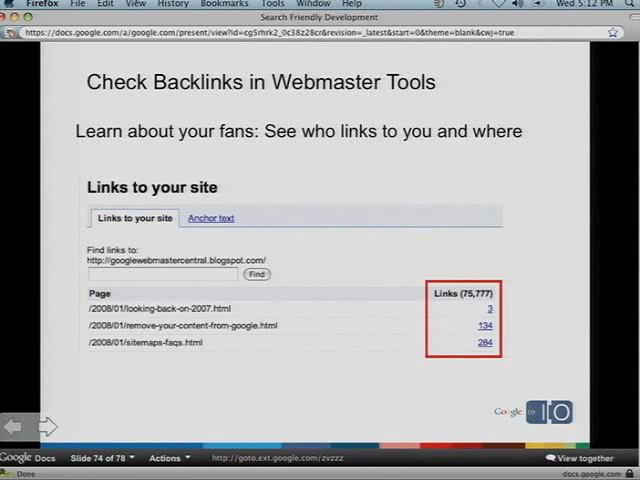 Firefox File Edit View History Bookmarks Tools Window Help Wed 5:12 PM
Search Friendly Development
https://docs.google.com/a/google.com/present/view?id=cg5rhrk2_0c38z28cr&revision=_latest&start=0&theme=blank&cwj=true
Check Backlinks in Webmaster Tools
Learn about your fans: See who links to you and where
Links to your site
Links to your site Anchor text
Find links to:
http://googlewebmastercentral.blogspot.com/
Find
Page Links (75,777)
/2008/01/looking-back-on-2007.html 3
/2008/01/remove-your-content-from-google.html 134
/2008/01/sitemaps-faqs.html 284
Google I/O
Google Docs Slide 74 of 78 Actions http://goto.ext.google.com/zvzzz View together
Done docs.google.com